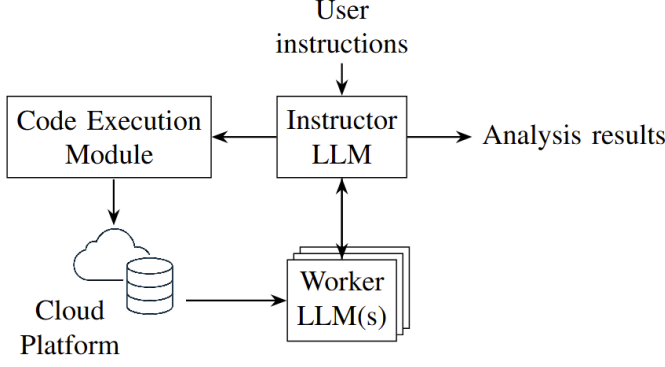 User
instructions
Code Execution
Module
Instructor
LLM
Analysis results
Cloud
Platform
Worker
LLM(s)